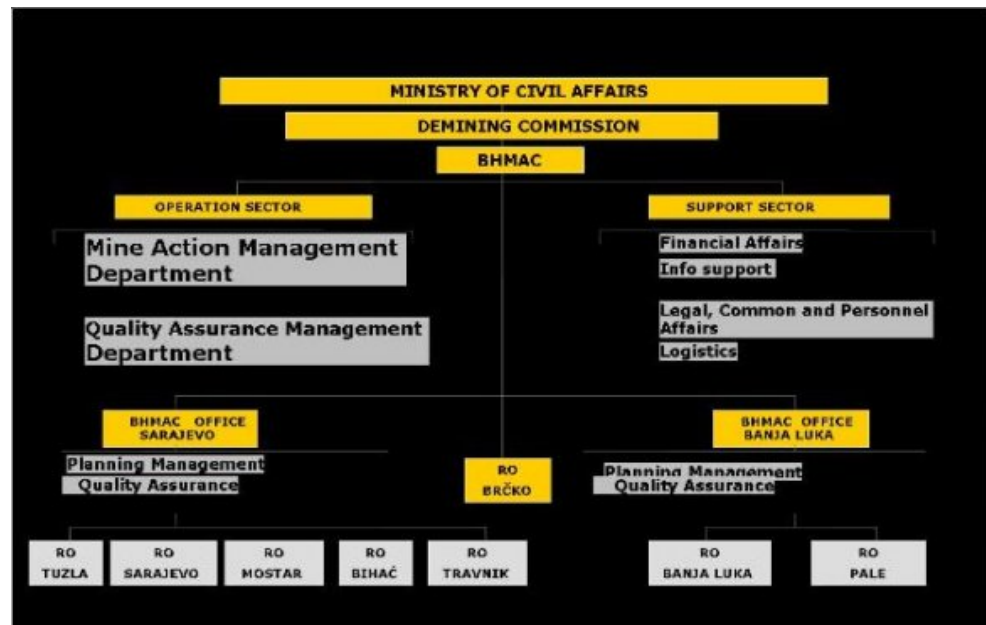 MINISTRY OF CIVIL AFFAIRS
DEMINING COMMISSION
BHMAC
OPERATION SECTOR
SUPPORT SECTOR
Mine Action Management
Department
Quality Assurance Management
Department
Financial Affairs
Info support
Legal, Common and Personnel
Affairs
Logistics
BHMAC OFFICE
SARAJEVO
BHMAC OFFICE
BANJA LUKA
Planning Management
Quality Assurance
RO
BRČKO
Planning Management
Quality Assurance
RO
TUZLA
RO
SARAJEVO
RO
MOSTAR
RO
BIHAĆ
RO
TRAVNIK
RO
BANJA LUKA
RO
PALE